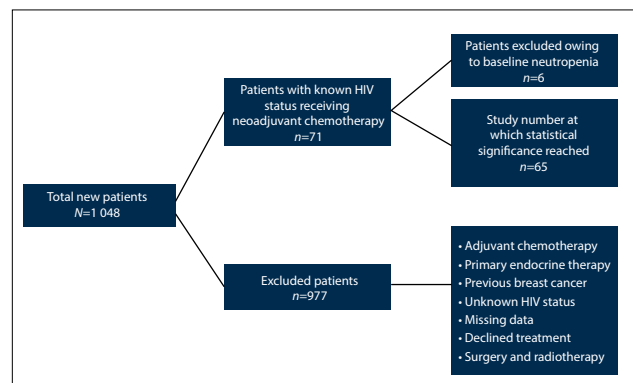 Patients excluded owing
to baseline neutropenia
n=6
Patients with known HIV
status receiving
neoadjuvant chemotherapy
n=71
Study number at
which statistical
significance reached
n=65
Total new patients
N=1 048
Excluded patients
n=977
• Adjuvant chemotherapy
• Primary endocrine therapy
• Previous breast cancer
• Unknown HIV status
• Missing data
• Declined treatment
• Surgery and radiotherapy